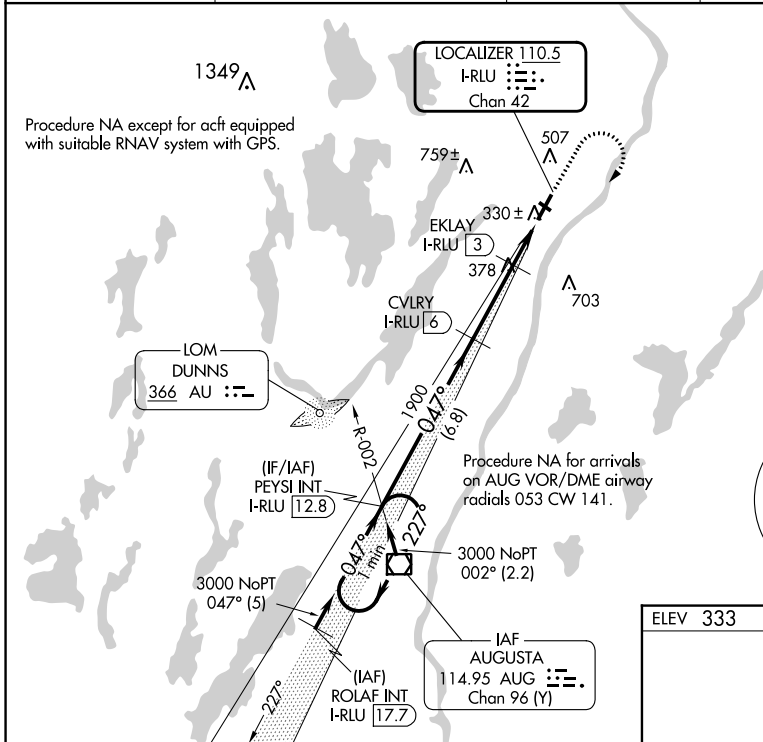 1349
LOCALIZER 110.5
I-RLU
Chan 42
Procedure NA except for acft equipped
with suitable RNAV system with GPS.
759±
507
330±
EKLAY
I-RLU 3
378
703
CVLRY
I-RLU 6
LOM
DUNNS
366 AU
R-002
1900
047°
(6.8)
(IF/IAF)
PEYSI INT
I-RLU 12.8
Procedure NA for arrivals
on AUG VOR/DME airway
radials 053 CW 141.
047°
1 min
227°
3000 NoPT
002° (2.2)
3000 NoPT
047° (5)
IAF
AUGUSTA
114.95 AUG
Chan 96 (Y)
(IAF)
ROLAF INT
I-RLU 17.7
227°
ELEV 333